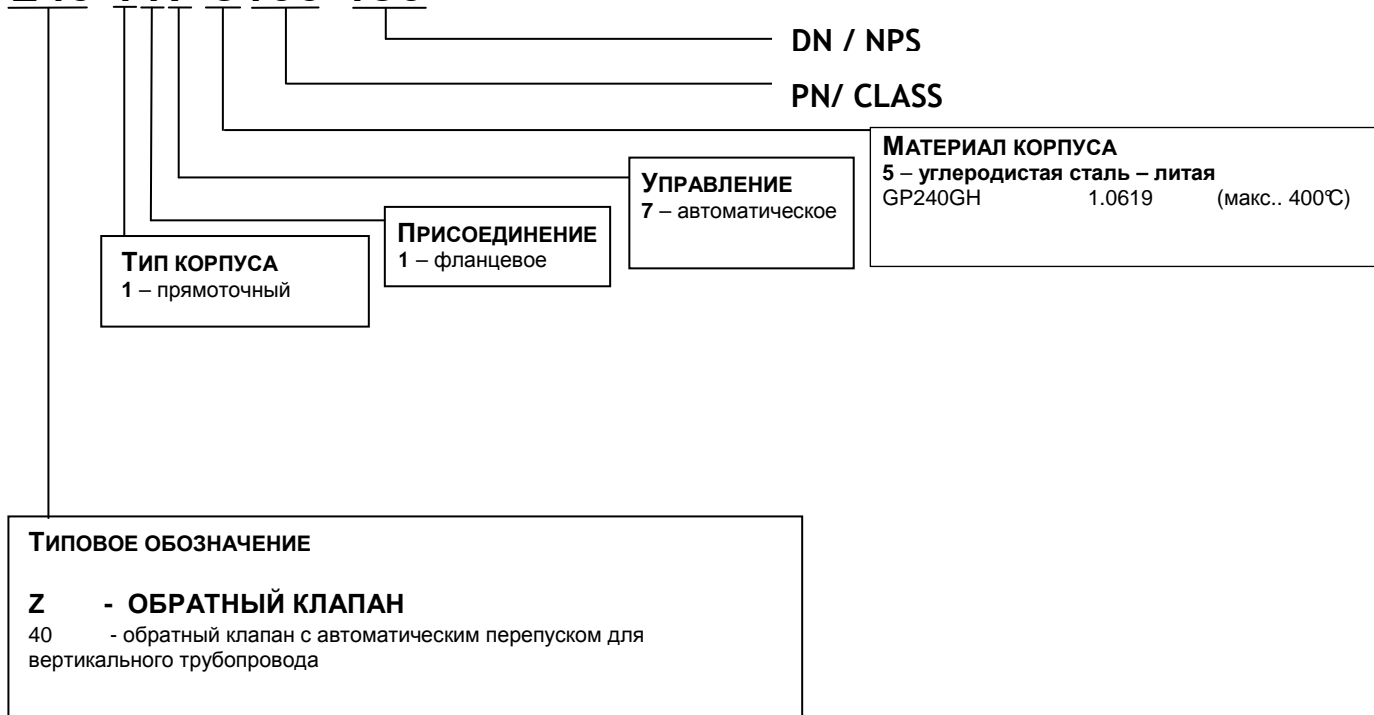 DN / NPS
PN/ CLASS
МАТЕРИАЛ КОРПУСА
5 – углеродистая сталь – литая
GP240GH 1.0619 (макс.. 400°C)
УПРАВЛЕНИЕ
7 – автоматическое
ПРИСОЕДИНЕНИЕ
1 – фланцевое
ТИП КОРПУСА
1 – прямоточный
ТИПОВОЕ ОБОЗНАЧЕНИЕ
Z - ОБРАТНЫЙ КЛАПАН
40 - обратный клапан с автоматическим перепуском для
вертикального трубопровода